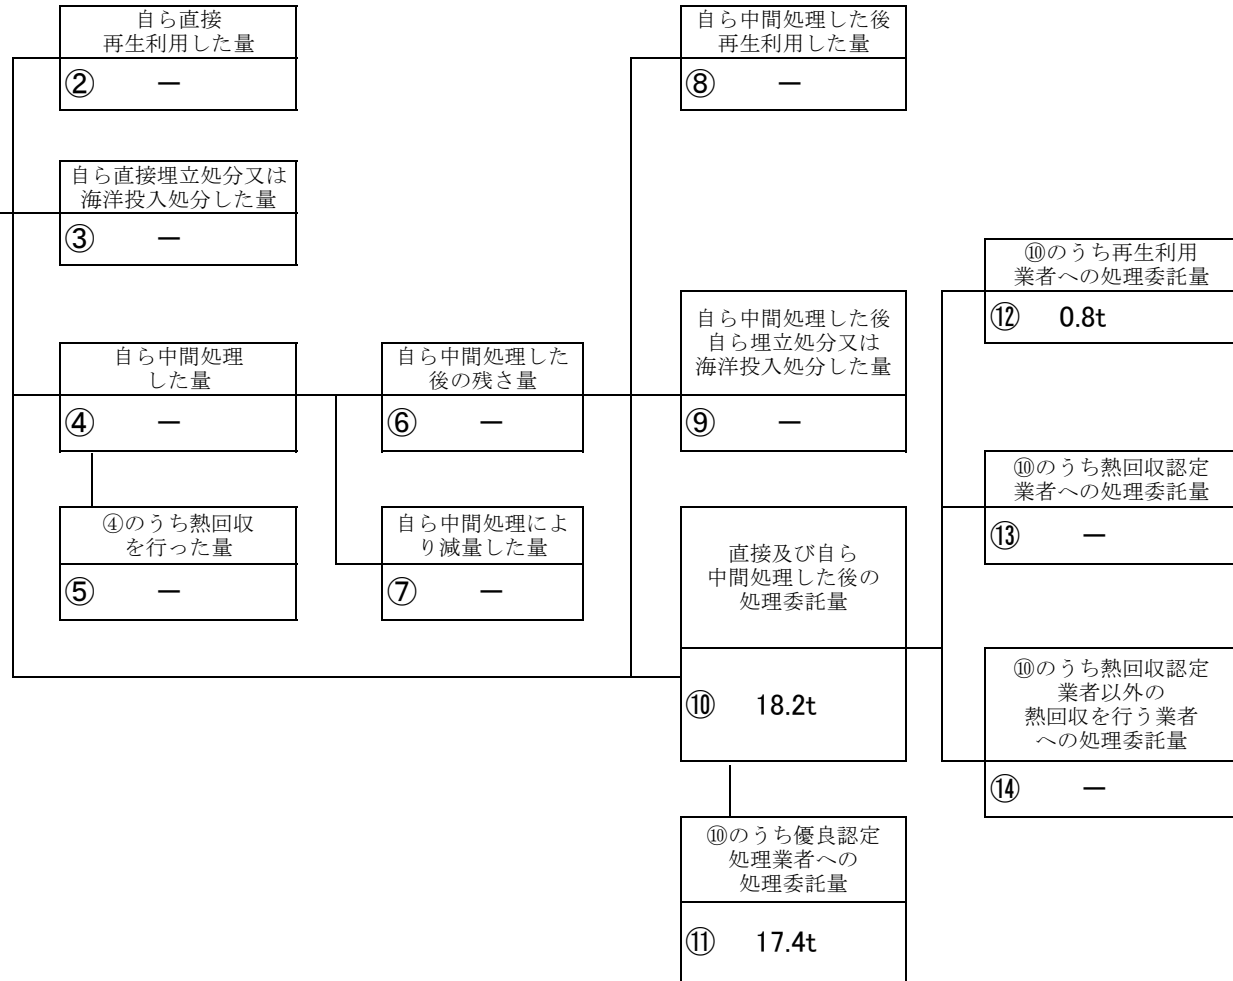 自ら直接
再生利用した量
② －
自ら直接埋立処分又は
海洋投入処分した量
③ －
自ら中間処理
した量
④ －
④のうち熱回収
を行った量
⑤ －
自ら中間処理した
後の残さ量
⑥ －
自ら中間処理によ
り減量した量
⑦ －
自ら中間処理した後
再生利用した量
⑧ －
自ら中間処理した後
自ら埋立処分又は
海洋投入処分した量
⑨ －
直接及び自ら
中間処理した後の
処理委託量
⑩ 18.2t
⑩のうち優良認定
処理業者への
処理委託量
⑪ 17.4t
⑩のうち再生利用
業者への処理委託量
⑫ 0.8t
⑩のうち熱回収認定
業者への処理委託量
⑬ －
⑩のうち熱回収認定
業者以外の
熱回収を行う業者
への処理委託量
⑭ －